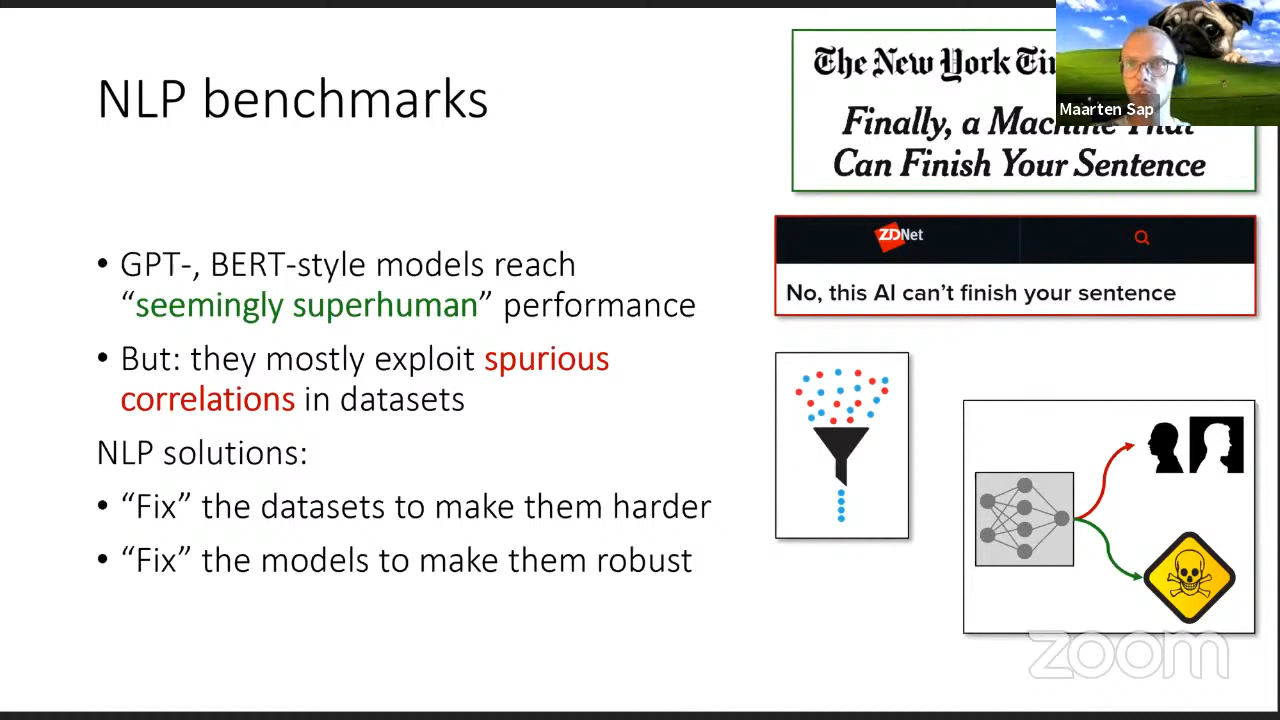 NLP benchmarks
The New York
Finally, a Machine That
Can Finish Your Sentence
Maarten Sap
ZDNet
No, this AI can't finish your sentence
• GPT-, BERT-style models reach
“seemingly superhuman” performance
• But: they mostly exploit spurious
correlations in datasets
NLP solutions:
• “Fix” the datasets to make them harder
• “Fix” the models to make them robust
zoom